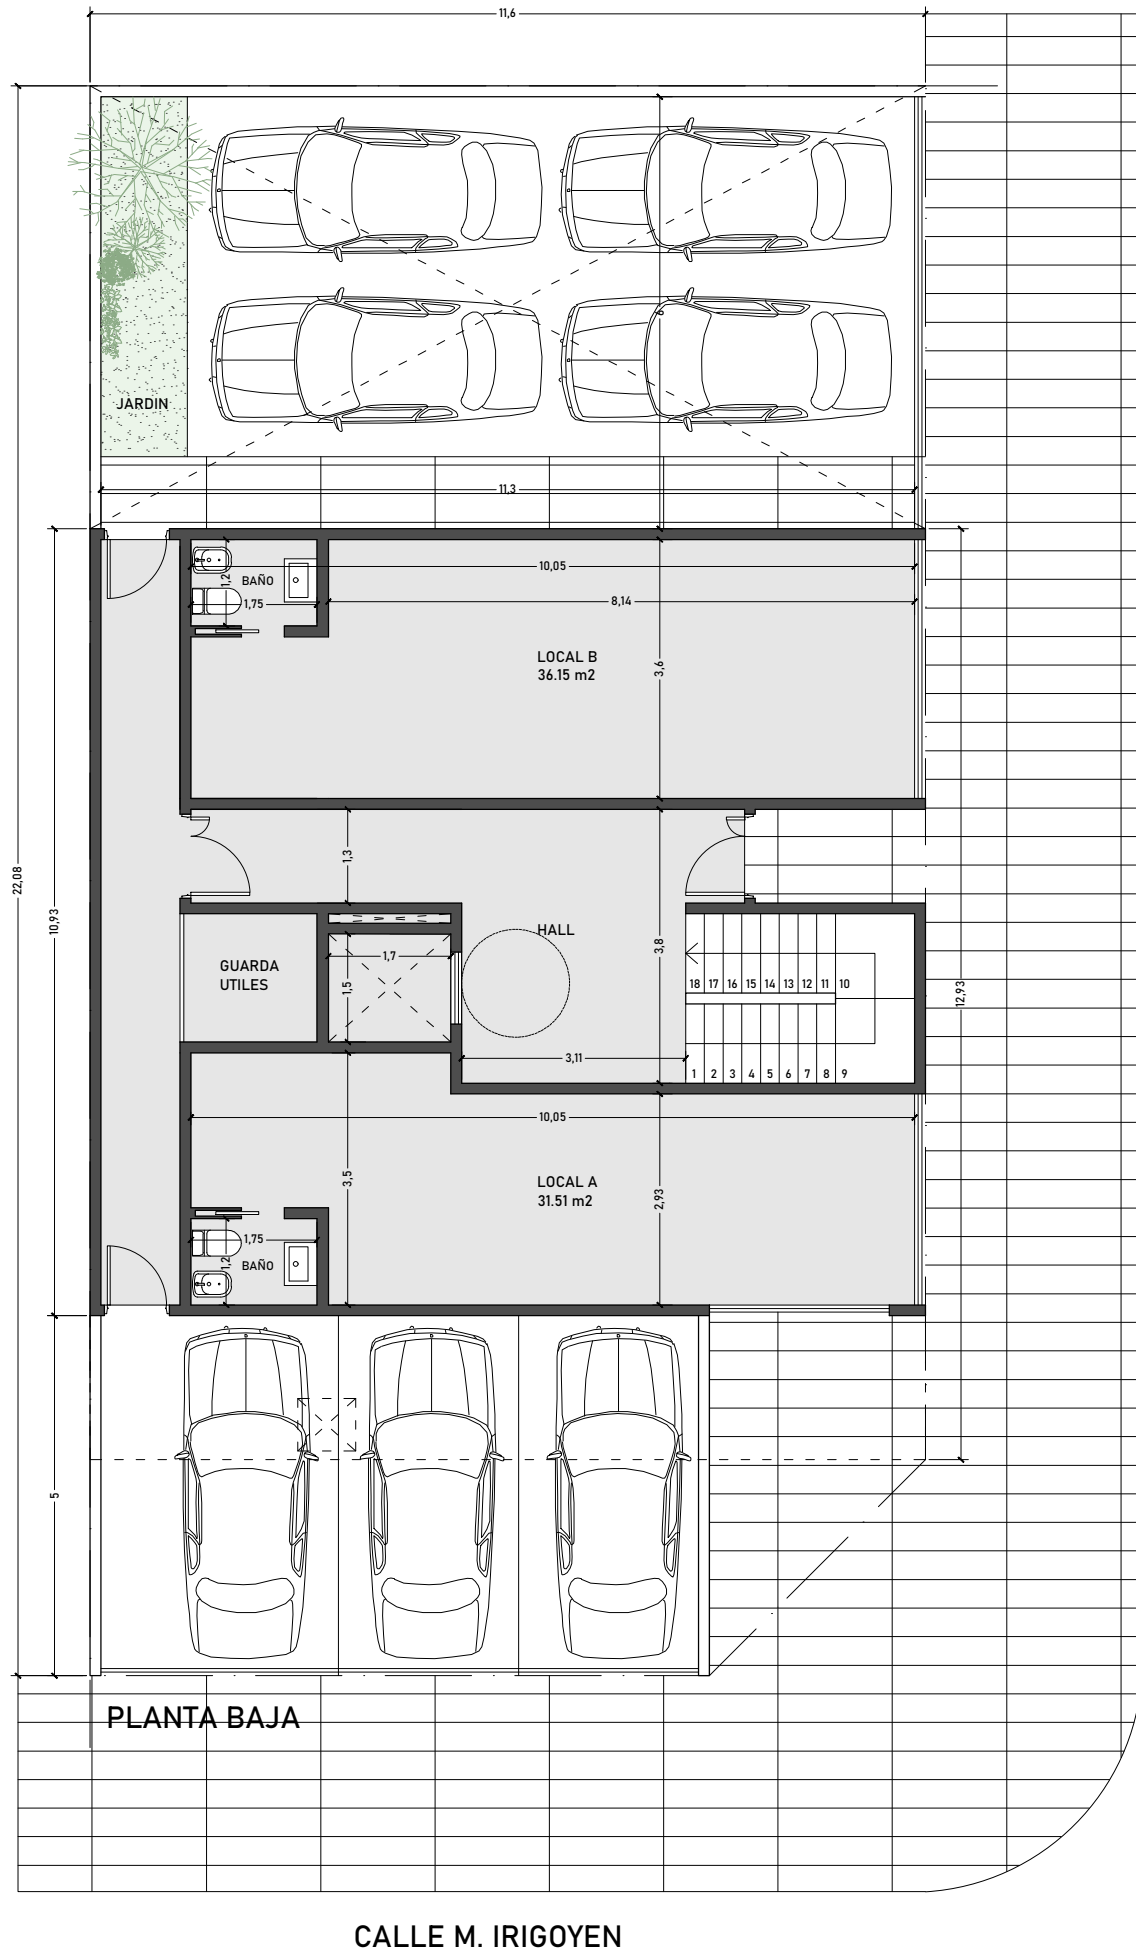 11,6
JARDIN
11,3
10,05
1,2
BAÑO
1,75
8,14
LOCAL B
36.15 m2
3,6
22,08
10,93
1,3
HALL
3,8
GUARDA
UTILES
1,7
1,5
18 17 16 15 14 13 12 11 10
12,93
3,11
1 2 3 4 5 6 7 8 9
10,05
3,5
LOCAL A
31.51 m2
2,93
1,75
1,2
BAÑO
5
PLANTA BAJA
CALLE M. IRIGOYEN